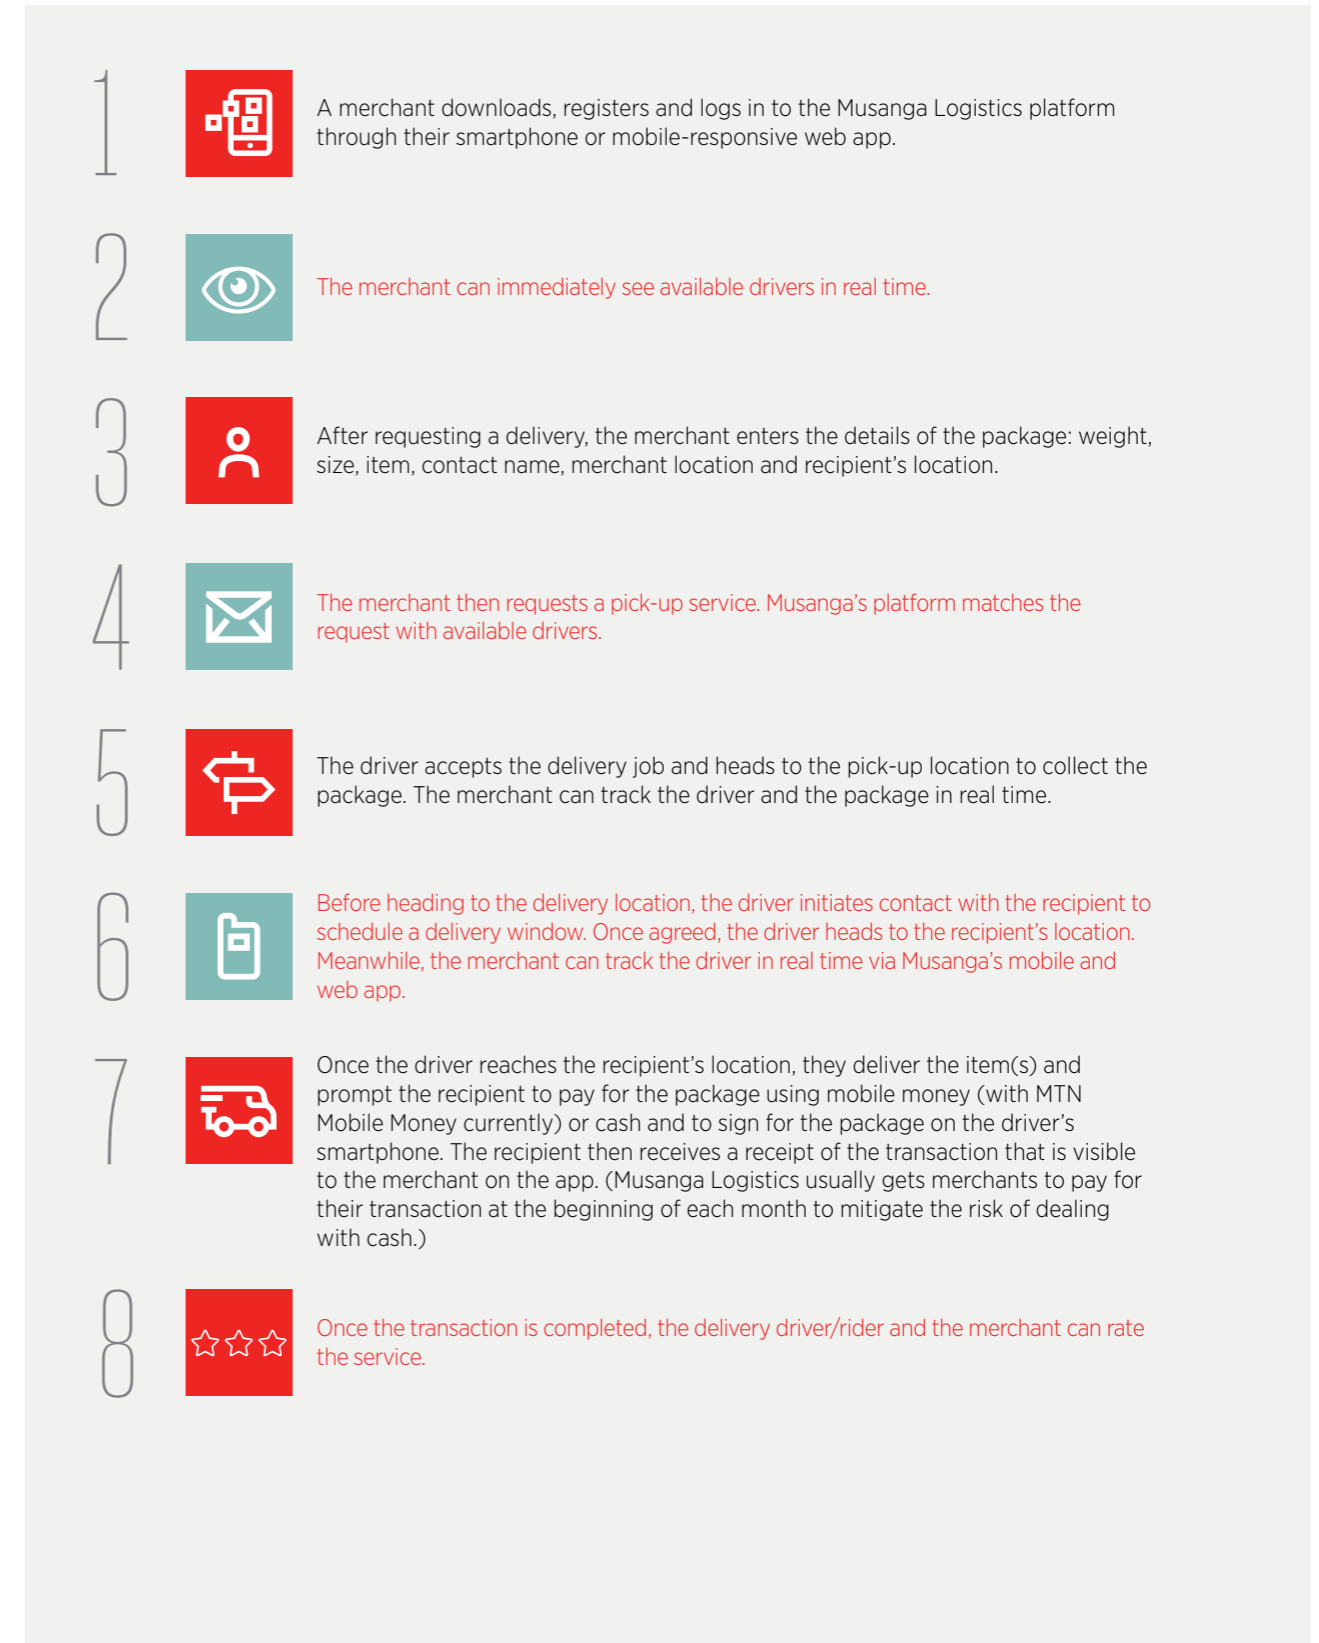 1
A merchant downloads, registers and logs in to the Musanga Logistics platform
through their smartphone or mobile-responsive web app.
2
The merchant can immediately see available drivers in real time.
3
After requesting a delivery, the merchant enters the details of the package: weight,
size, item, contact name, merchant location and recipient’s location.
4
The merchant then requests a pick-up service. Musanga’s platform matches the
request with available drivers.
5
The driver accepts the delivery job and heads to the pick-up location to collect the
package. The merchant can track the driver and the package in real time.
6
Before heading to the delivery location, the driver initiates contact with the recipient to
schedule a delivery window. Once agreed, the driver heads to the recipient’s location.
Meanwhile, the merchant can track the driver in real time via Musanga’s mobile and
web app.
7
Once the driver reaches the recipient’s location, they deliver the item(s) and
prompt the recipient to pay for the package using mobile money (with MTN
Mobile Money currently) or cash and to sign for the package on the driver’s
smartphone. The recipient then receives a receipt of the transaction that is visible
to the merchant on the app. (Musanga Logistics usually gets merchants to pay for
their transaction at the beginning of each month to mitigate the risk of dealing
with cash.)
8
Once the transaction is completed, the delivery driver/rider and the merchant can rate
the service.